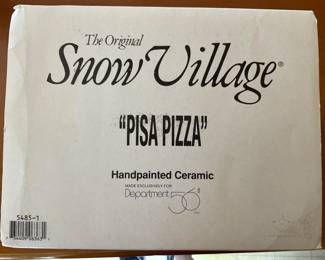 The Original
Snow Village®
"PISA PIZZA"
Handpainted Ceramic
MADE EXCLUSIVELY FOR
Department 56®
5485-1